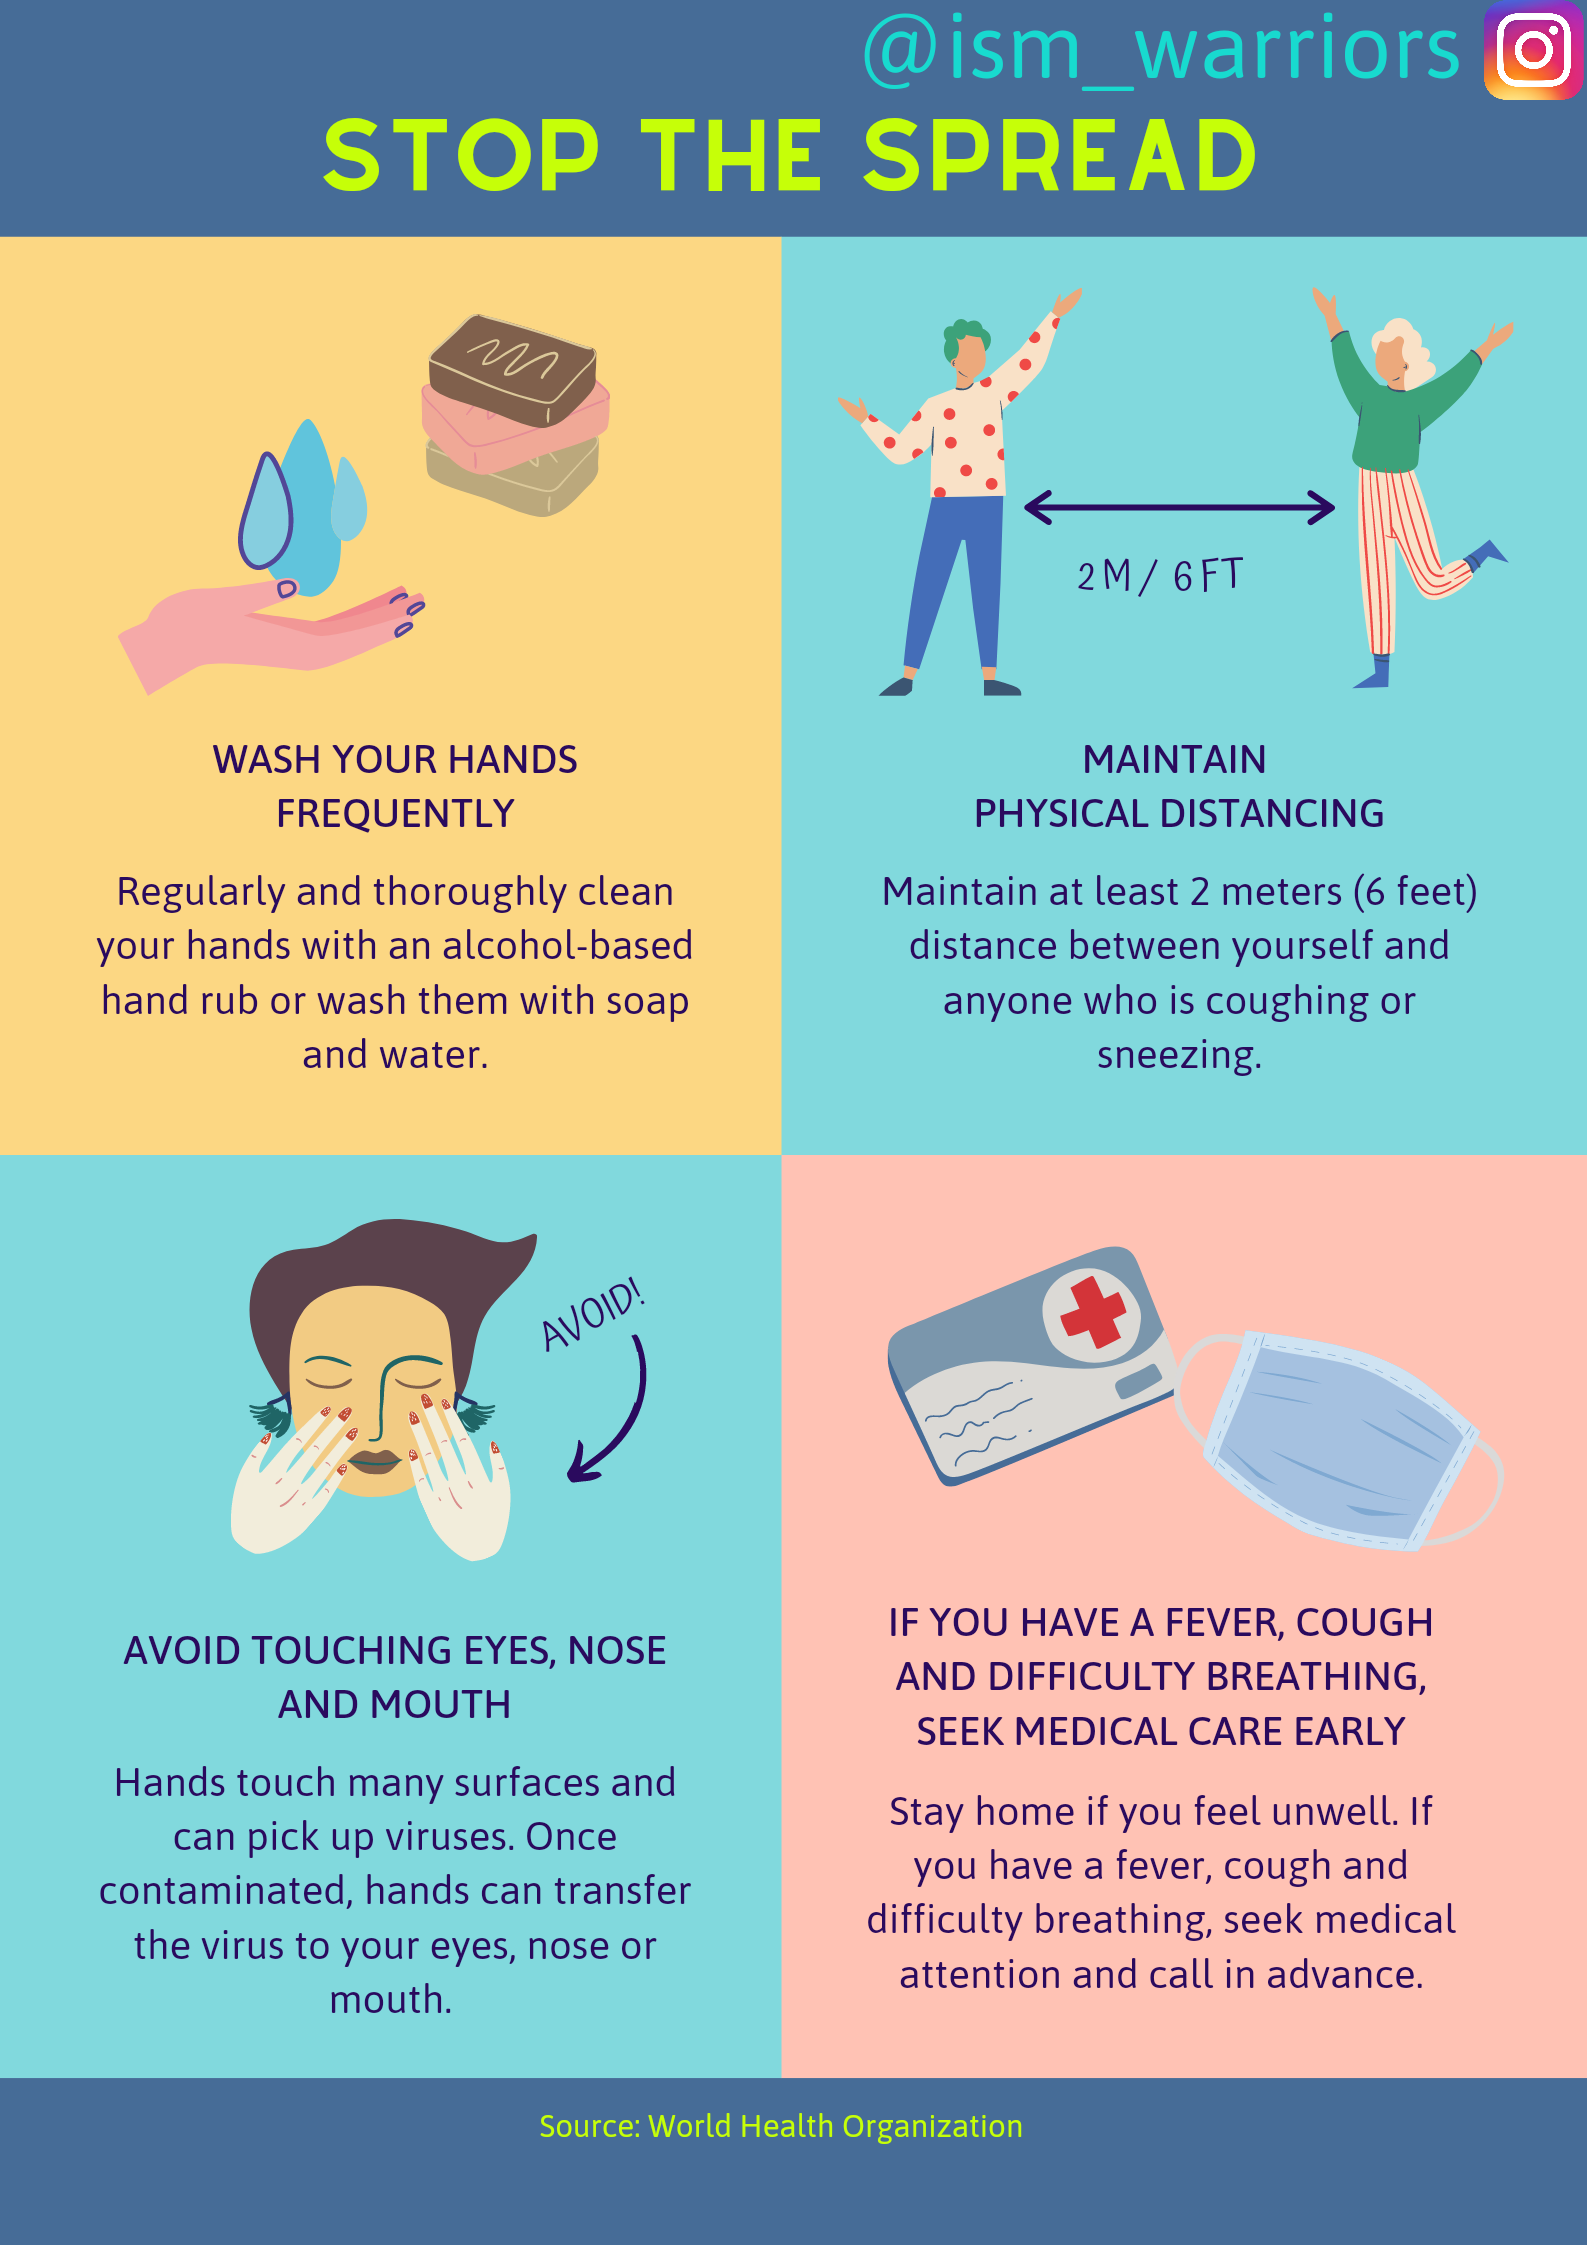 @ism_warriors
STOP THE SPREAD
2 M / 6 FT
WASH YOUR HANDS
FREQUENTLY
Regularly and thoroughly clean
your hands with an alcohol-based
hand rub or wash them with soap
and water.
MAINTAIN
PHYSICAL DISTANCING
Maintain at least 2 meters (6 feet)
distance between yourself and
anyone who is coughing or
sneezing.
AVOID!
AVOID TOUCHING EYES, NOSE
AND MOUTH
Hands touch many surfaces and
can pick up viruses. Once
contaminated, hands can transfer
the virus to your eyes, nose or
mouth.
IF YOU HAVE A FEVER, COUGH
AND DIFFICULTY BREATHING,
SEEK MEDICAL CARE EARLY
Stay home if you feel unwell. If
you have a fever, cough and
difficulty breathing, seek medical
attention and call in advance.
Source: World Health Organization